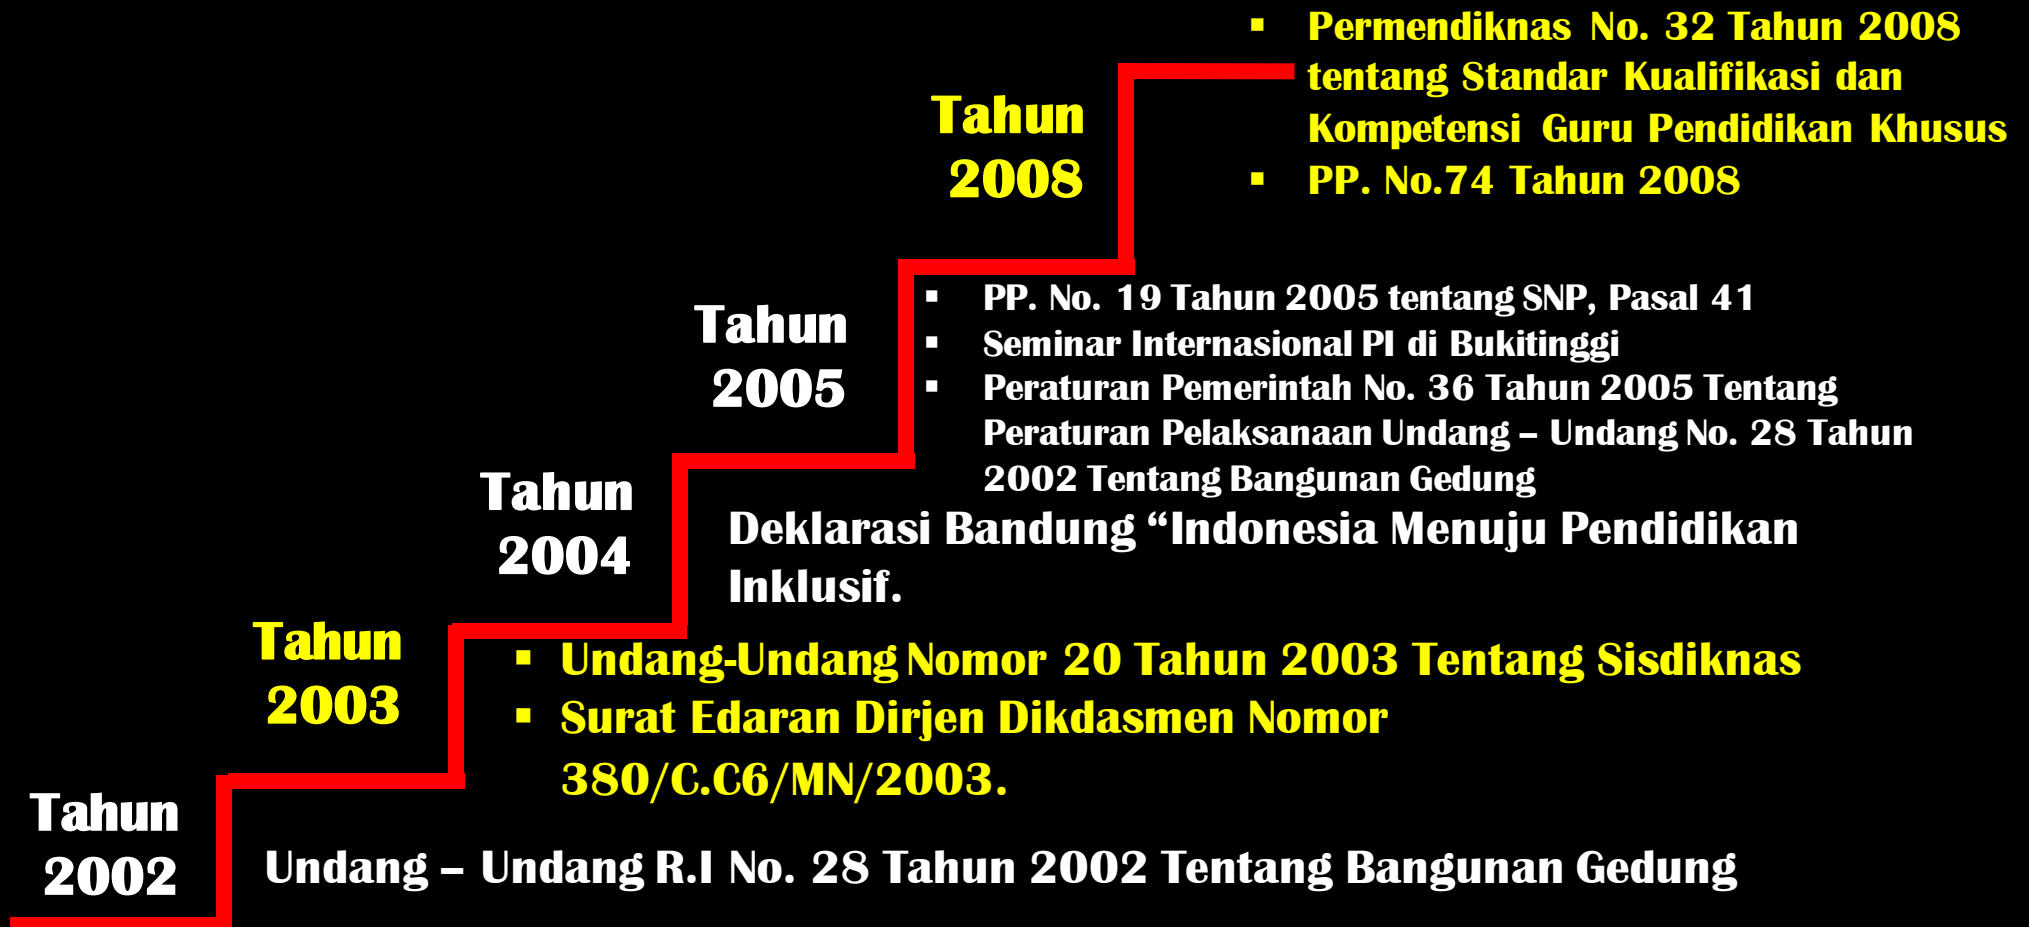 ▪ Permendiknas No. 32 Tahun 2008
tentang Standar Kualifikasi dan
Kompetensi Guru Pendidikan Khusus
▪ PP. No.74 Tahun 2008
Tahun
2008
▪ PP. No. 19 Tahun 2005 tentang SNP, Pasal 41
▪ Seminar Internasional PI di Bukitinggi
▪ Peraturan Pemerintah No. 36 Tahun 2005 Tentang
Peraturan Pelaksanaan Undang – Undang No. 28 Tahun
2002 Tentang Bangunan Gedung
Tahun
2005
Deklarasi Bandung “Indonesia Menuju Pendidikan
Inklusif.
Tahun
2004
▪ Undang-Undang Nomor 20 Tahun 2003 Tentang Sisdiknas
▪ Surat Edaran Dirjen Dikdasmen Nomor
380/C.C6/MN/2003.
Tahun
2003
Undang – Undang R.I No. 28 Tahun 2002 Tentang Bangunan Gedung
Tahun
2002